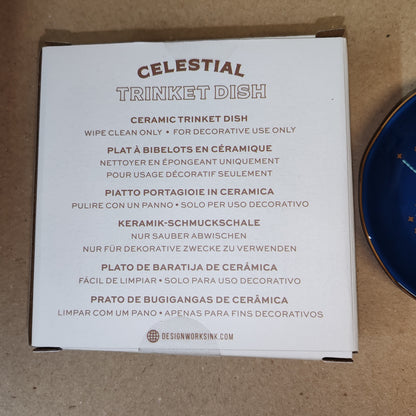 CELESTIAL
TRINKET DISH
CERAMIC TRINKET DISH
WIPE CLEAN ONLY • FOR DECORATIVE USE ONLY
PLAT À BIBELOTS EN CÉRAMIQUE
NETTOYER EN ÉPONGEANT UNIQUEMENT
POUR USAGE DÉCORATIF SEULEMENT
PIATTO PORTAGIOIE IN CERAMICA
PULIRE CON UN PANNO • SOLO PER USO DECORATIVO
KERAMIK-SCHMUCKSCHALE
NUR SAUBER ABWISCHEN
NUR FÜR DEKORATIVE ZWECKE ZU VERWENDEN
PLATO DE BARATIJA DE CERÁMICA
FÁCIL DE LIMPIAR • SOLO PARA USO DECORATIVO
PRATO DE BUGIGANGAS DE CERÂMICA
LIMPAR COM UM PANO • APENAS PARA FINS DECORATIVOS
DESIGNWORKSINK.COM